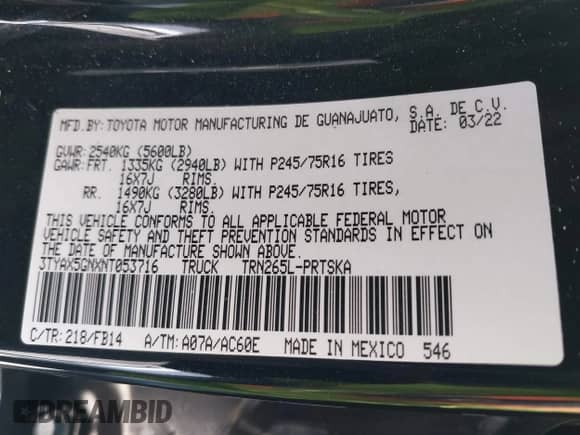 MFD.BY:TOYOTA MOTOR MANUFACTURING DE GUANAJUATO, S.A. DE C.V.
DATE: 03/22
GVWR:2540KG (5600LB)
GAWR:FRT. 1335KG (2940LB) WITH P245/75R16 TIRES
16X7J RIMS.
RR. 1490KG (3280LB) WITH P245/75R16 TIRES,
16X7J RIMS
THIS VEHICLE CONFORMS TO ALL APPLICABLE FEDERAL MOTOR
VEHICLE SAFETY AND THEFT PREVENTION STANDARDS IN EFFECT ON
THE DATE OF MANUFACTURE SHOWN ABOVE.
3TYAX5GNXNT053716 TRUCK TRN265L-PRTSKA
C/TR:218/FB14 A/TM:A07A/AC60E MADE IN MEXICO 546
DREAMBID